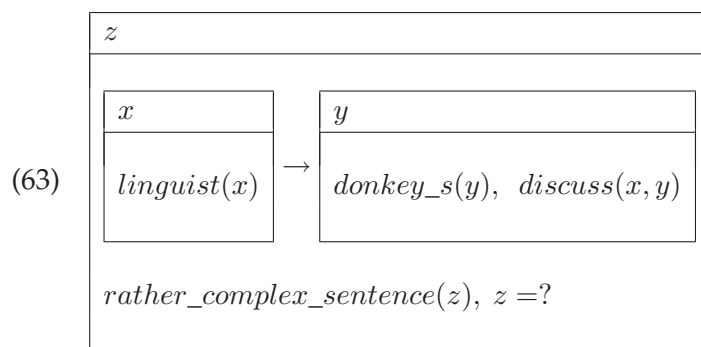 z
x y
(63) linguist(x) → donkey_s(y), discuss(x, y)
rather_complex_sentence(z), z =?